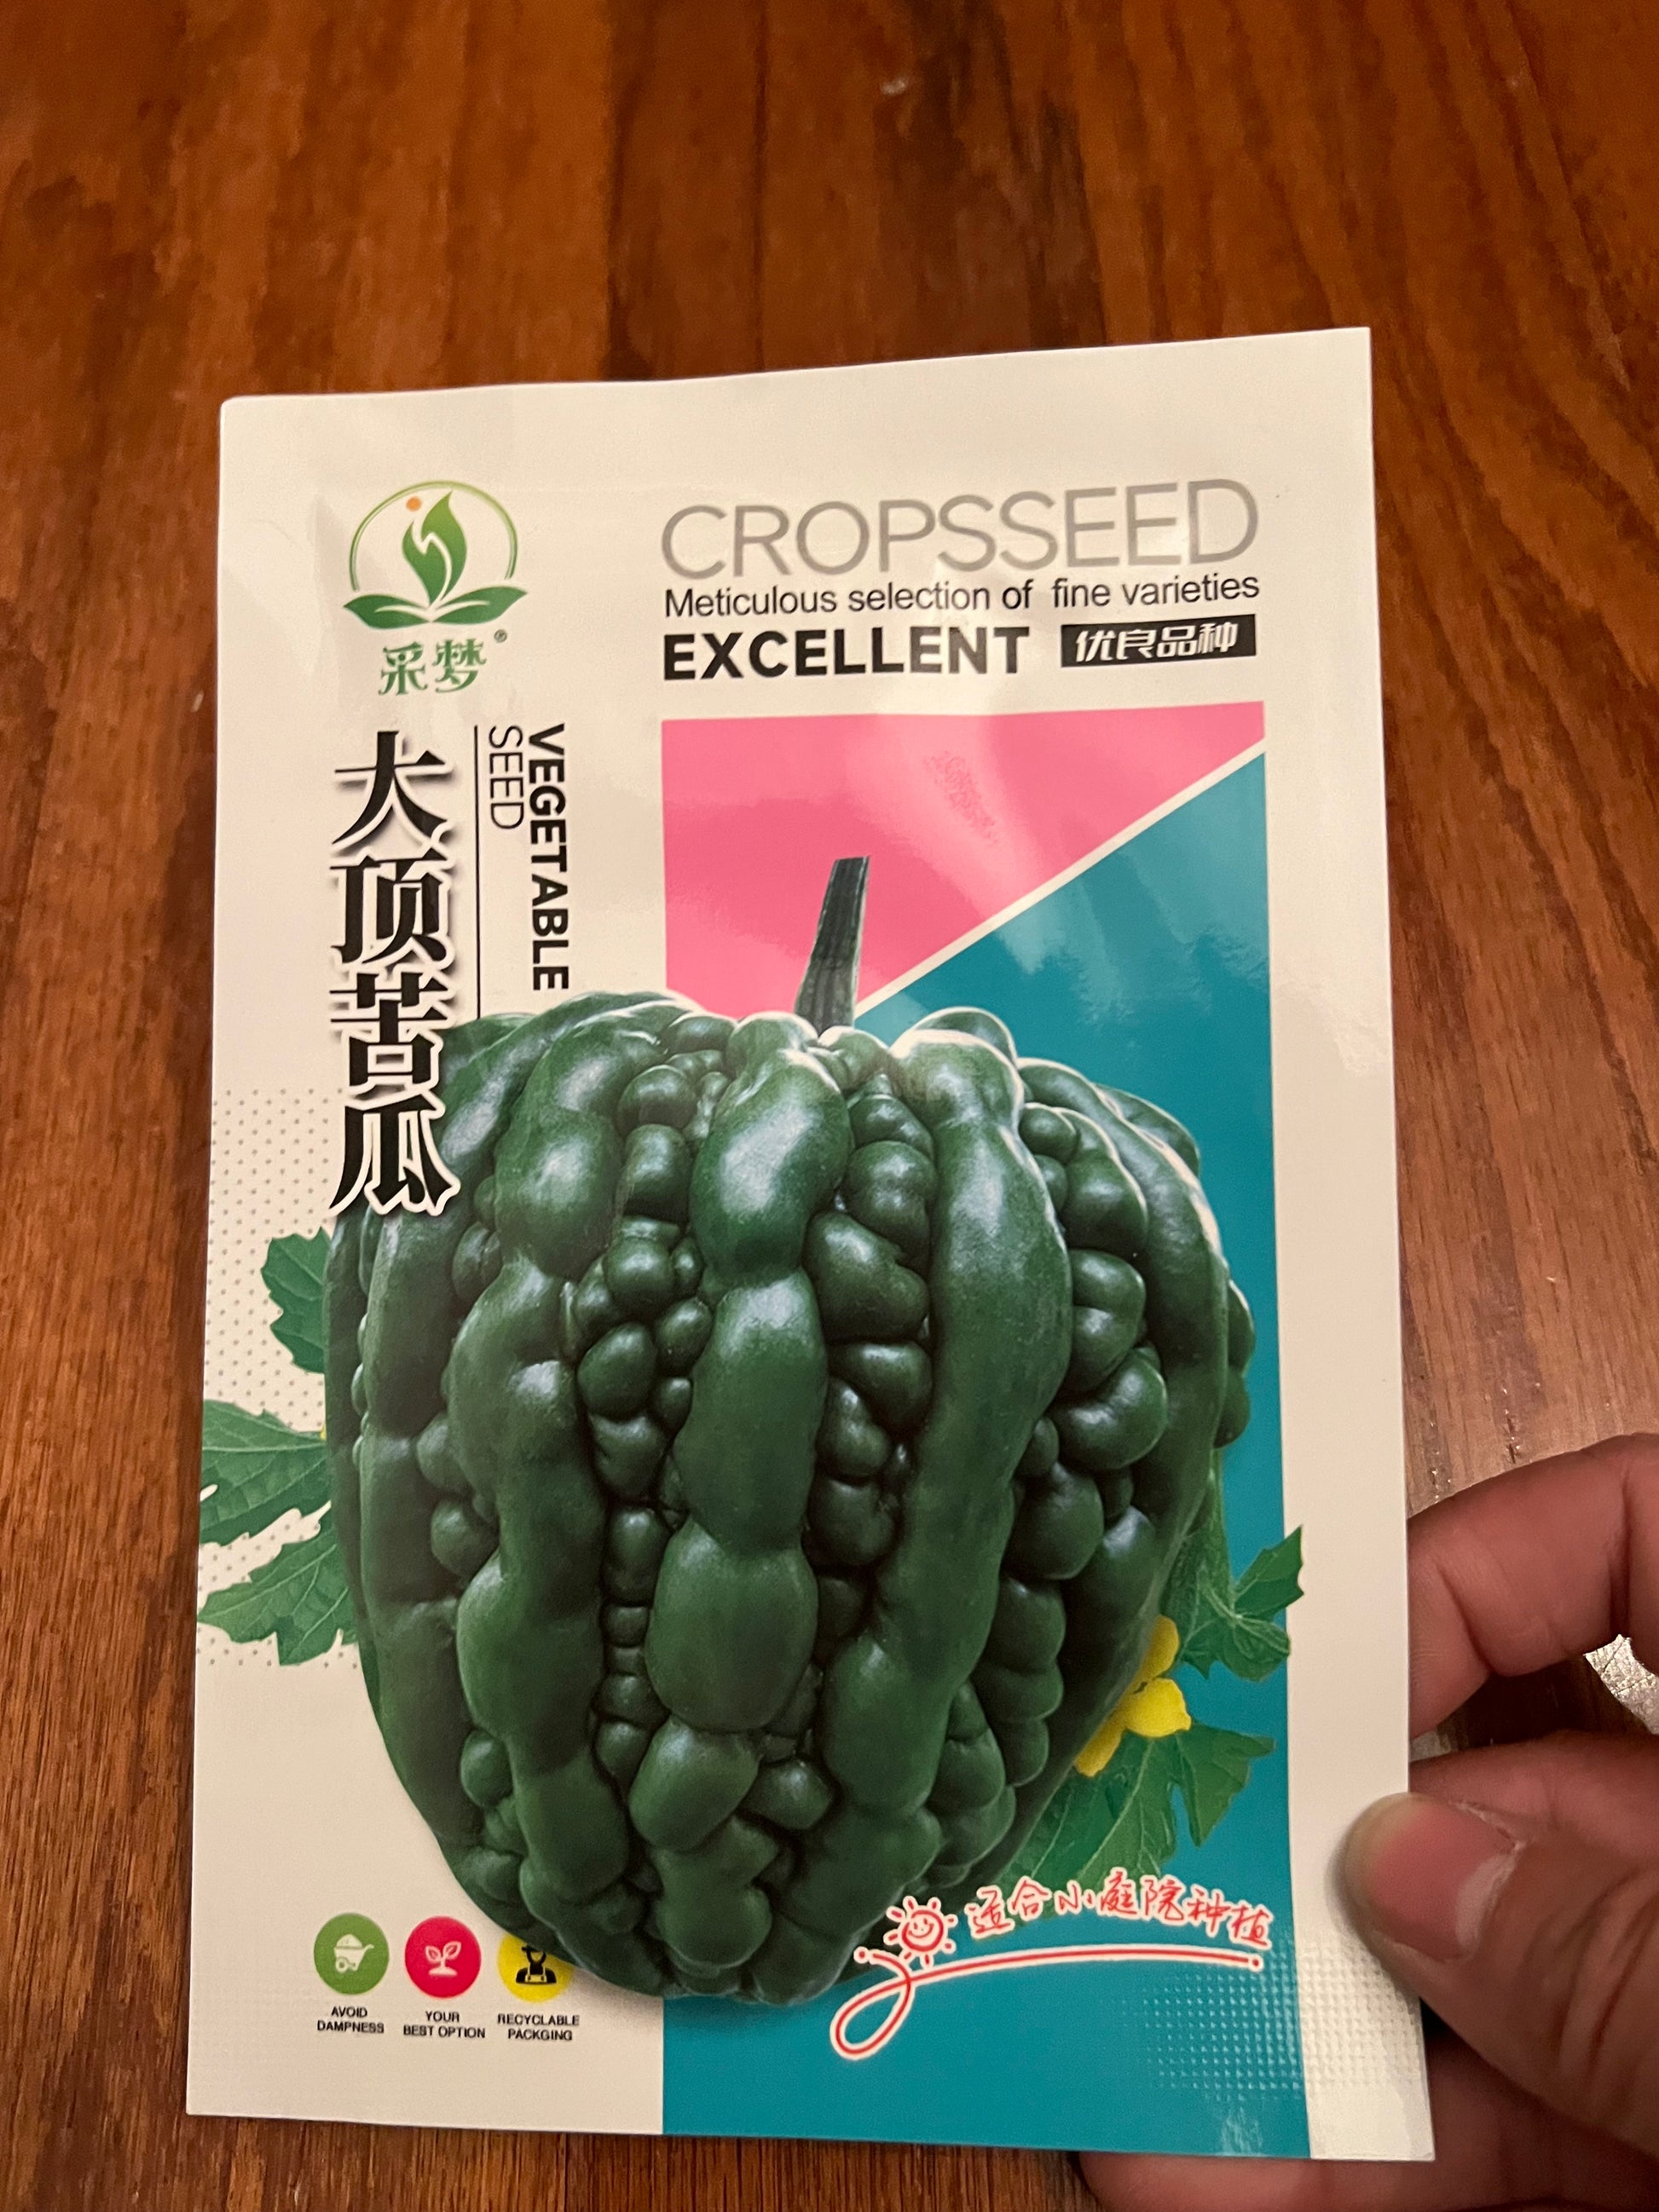 采梦®
CROPSSEED
Meticulous selection of fine varieties
EXCELLENT 优良品种
大顶苦瓜
VEGETABLE
SEED
适合小庭院种植
AVOID
DAMPNESS
YOUR
BEST OPTION
RECYCLABLE
PACKGING